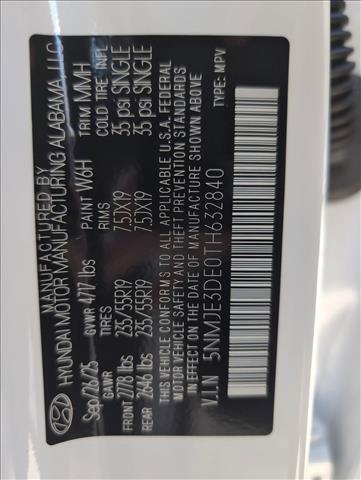 MANUFACTURED BY
HYUNDAI MOTOR MANUFACTURING ALABAMA, LLC
Sep/26/25 GVWR 4717 lbs PAINT W6H TRIM MMH
GAWR TIRES RIMS COLD TIRE INFL
FRONT 2778 lbs 235/55R19 7.5JX19 35 psi SINGLE
REAR 2646 lbs 235/55R19 7.5JX19 35 psi SINGLE
THIS VEHICLE CONFORMS TO ALL APPLICABLE U.S.A. FEDERAL
MOTOR VEHICLE SAFETY, AND THEFT PREVENTION STANDARDS
IN EFFECT ON THE DATE OF MANUFACTURE SHOWN ABOVE
V.I.N 5NMJE3DE0TH632840 TYPE: MPV